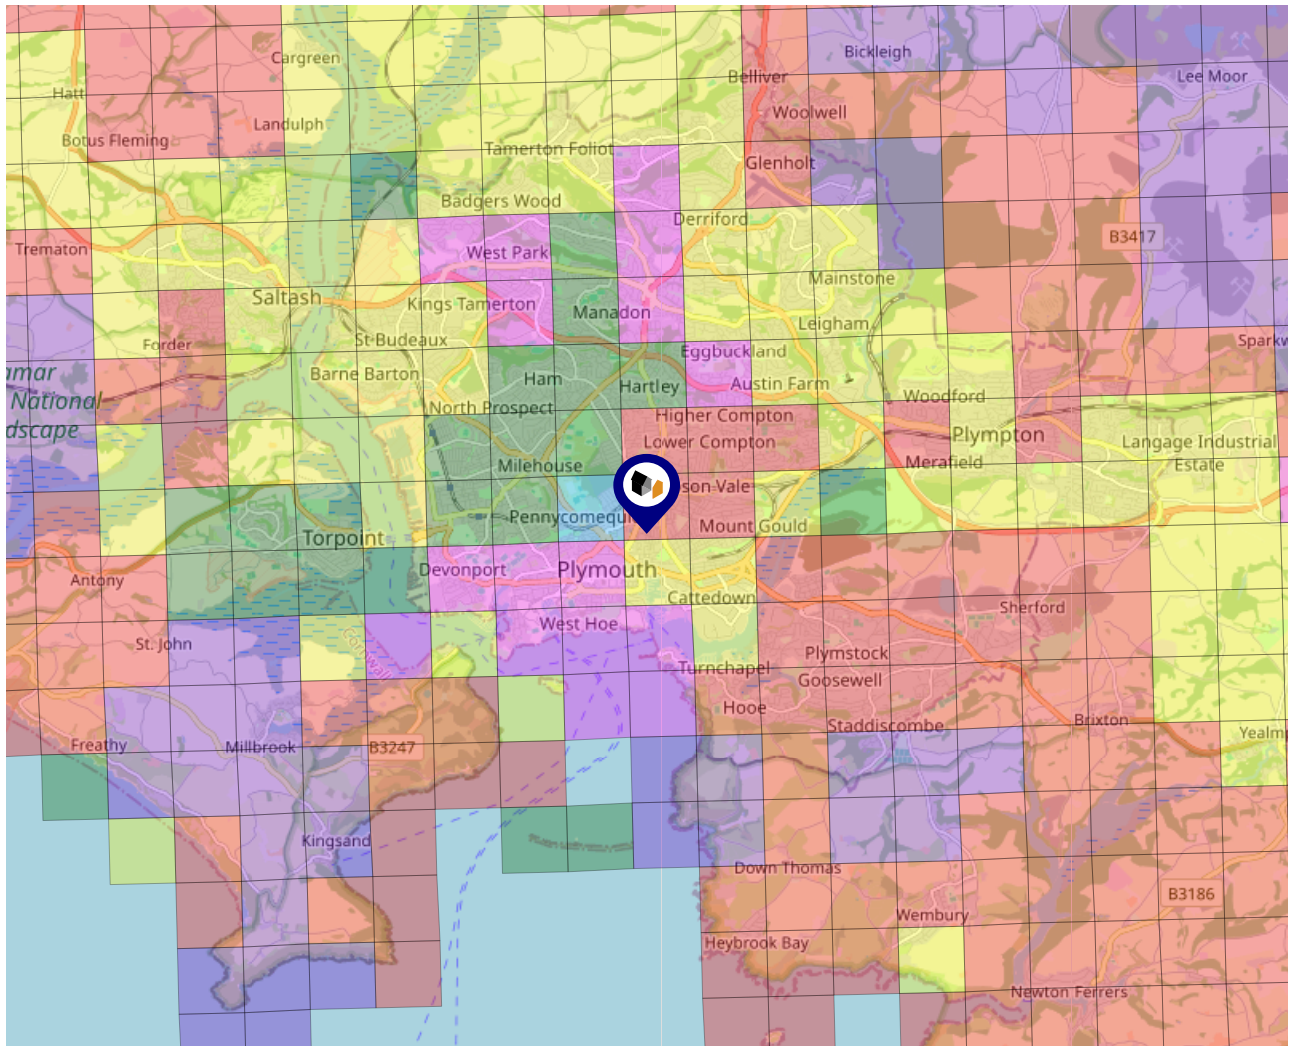 Bickleigh
Cargreen
Belliver
Lee Moor
Hatt
Woolwell
Landulph
Botus Fleming
Tamerton Foliot
Glenholt
Badgers Wood
Derriford
B3417
Trematon
West Park
Mainstone
Saltash
Kings Tamerton
Manadon
Leigham
Forder
St Budeaux
Eggbuckland
Sparkw
amar
National
dscape
Barne Barton
Ham
Hartley
Austin Farm
Woodford
North Prospect
Higher Compton
Lower Compton
Plympton
Langage Industrial
Estate
Milehouse
Merafield
son Vale
Pennycomequi
Mount Gould
Torpoint
Devonport
Plymouth
Antony
Cattedown
Sherford
West Hoe
St. John
Cornwall
Plymstock
Turnchapel
Goosewell
Hooe
Staddiscombe
Brixton
Freathy
Millbrook
B3247
Yealmp
Kingsand
Down Thomas
B3186
Wembury
Heybrook Bay
Newton Ferrers